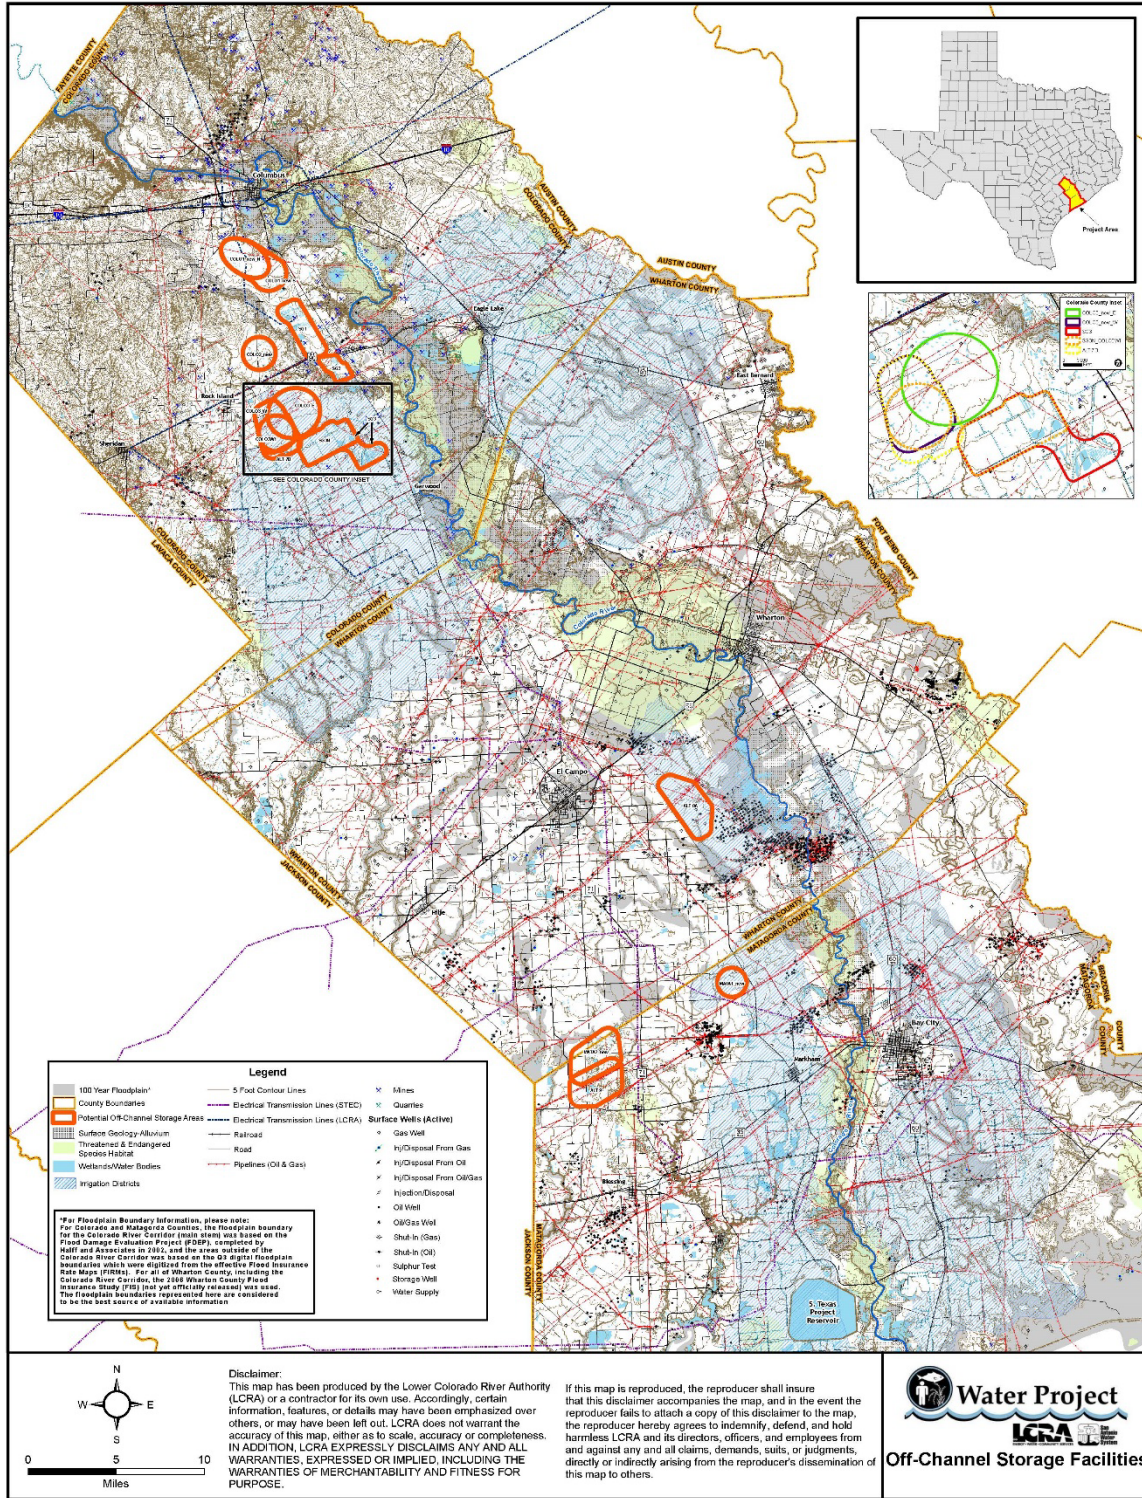 FAYETTE COUNTY
COLORADO COUNTY
71
Columbus
10
10
AUSTIN COUNTY
COLORADO COUNTY
AUSTIN COUNTY
WHARTON COUNTY
Project Area
Colorado River
Eagle Lake
East Bernard
Rock Island
Sheridan
SEE COLORADO COUNTY INSET
Garwood
Colorado County Inset
COLORADO COUNTY
LAVACA COUNTY
COLORADO COUNTY
WHARTON COUNTY
FORT BEND COUNTY
WHARTON COUNTY
Colorado River
Wharton
El Campo
WHARTON COUNTY
JACKSON COUNTY
Hillje
WHARTON COUNTY
MATAGORDA COUNTY
60
BRAZORIA COUNTY
MATAGORDA COUNTY
Bay City
Markham
71
Blessing
MATAGORDA COUNTY
JACKSON COUNTY
S. Texas
Project
Reservoir
Legend
100 Year Floodplain*
County Boundaries
Potential Off-Channel Storage Areas
Surface Geology-Alluvium
Threatened & Endangered
Species Habitat
Wetlands/Water Bodies
Irrigation Districts
5 Foot Contour Lines
Electrical Transmission Lines (STEC)
Electrical Transmission Lines (LCRA)
Railroad
Road
Pipelines (Oil & Gas)
Mines
Quarries
Surface Wells (Active)
Gas Well
Inj/Disposal From Gas
Inj/Disposal From Oil
Inj/Disposal From Oil/Gas
Injection/Disposal
Oil Well
Oil/Gas Well
Shut-In (Gas)
Shut-In (Oil)
Sulphur Test
Storage Well
Water Supply
*For Floodplain Boundary Information, please note:
For Colorado and Matagorda Counties, the floodplain boundary
for the Colorado River Corridor (main stem) was based on the
Flood Damage Evaluation Project (FDEP), completed by
Halff and Associates in 2002, and the areas outside of the
Colorado River Corridor was based on the Q3 digital floodplain
boundaries which were digitized from the effective Flood Insurance
Rate Maps (FIRMs). For all of Wharton County, including the
Colorado River Corridor, the 2006 Wharton County Flood
Insurance Study (FIS) (not yet officially released) was used.
The floodplain boundaries represented here are considered
to be the best source of available information
N
W E
S
0 5 10
Miles
Disclaimer:
This map has been produced by the Lower Colorado River Authority
(LCRA) or a contractor for its own use. Accordingly, certain
information, features, or details may have been emphasized over
others, or may have been left out. LCRA does not warrant the
accuracy of this map, either as to scale, accuracy or completeness.
IN ADDITION, LCRA EXPRESSLY DISCLAIMS ANY AND ALL
WARRANTIES, EXPRESSED OR IMPLIED, INCLUDING THE
WARRANTIES OF MERCHANTABILITY AND FITNESS FOR
PURPOSE.
If this map is reproduced, the reproducer shall insure
that this disclaimer accompanies the map, and in the event the
reproducer fails to attach a copy of this disclaimer to the map,
the reproducer hereby agrees to indemnify, defend, and hold
harmless LCRA and its directors, officers, and employees from
and against any and all claims, demands, suits, or judgments,
directly or indirectly arising from the reproducer's dissemination of
this map to others.
Water Project
LCRA
San
Antonio
Water
System
Off-Channel Storage Facilities